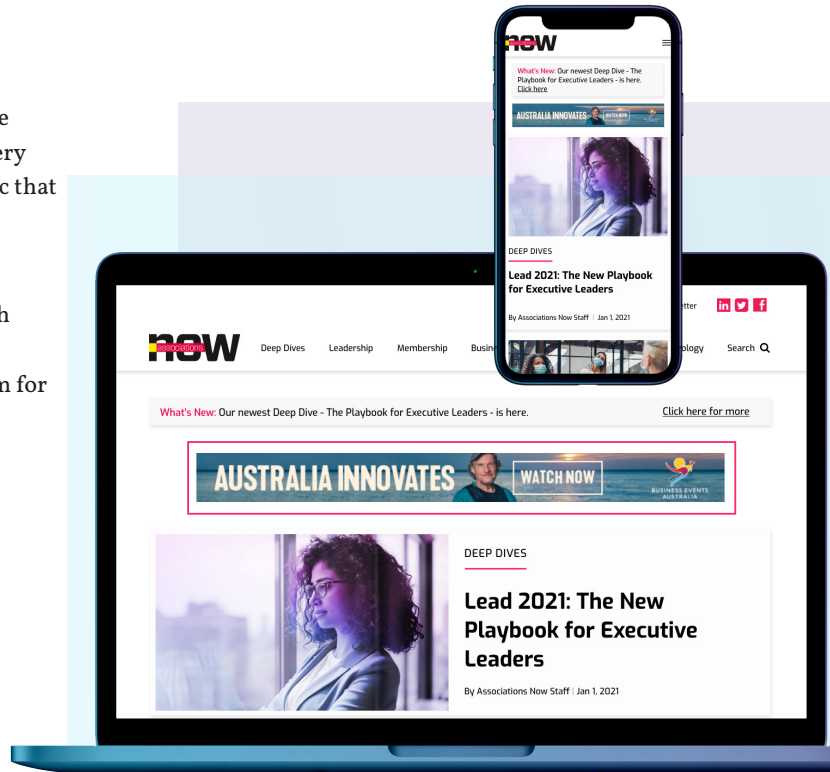 now
associations
What's New: Our newest Deep Dive - The
Playbook for Executive Leaders - is here.
Click here
AUSTRALIA INNOVATES
WATCH NOW
DEEP DIVES
Lead 2021: The New Playbook
for Executive Leaders
By Associations Now Staff | Jan 1, 2021
that
for
in
f
now
associations
Deep Dives Leadership Membership Search
What's New: Our newest Deep Dive - The Playbook for Executive Leaders - is here. Click here for more
AUSTRALIA INNOVATES WATCH NOW
BUSINESS EVENTS
AUSTRALIA
DEEP DIVES
Lead 2021: The New
Playbook for Executive
Leaders
By Associations Now Staff | Jan 1, 2021